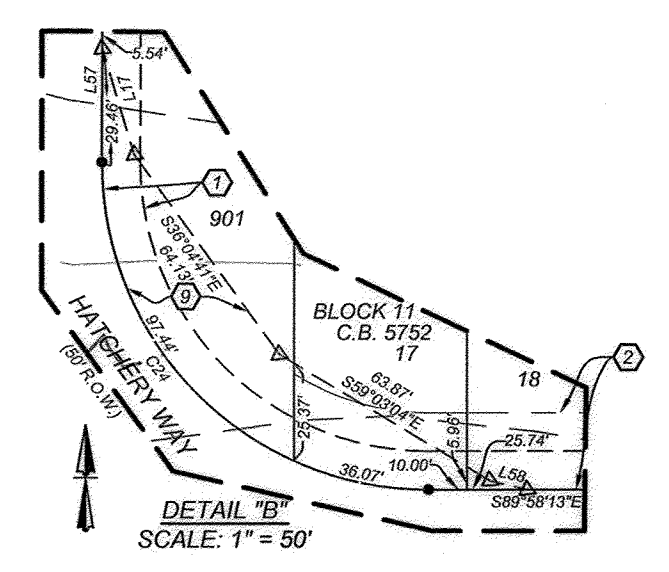 5.54'
L57
L17
29.46'
1
901
S36°04'41"E
64.13'
9
BLOCK 11
C.B. 5752
17
HATCHERY WAY
(50' R.O.W.)
97.44'
C24
2
18
63.87'
S59°03'04"E
25.37'
5.95'
25.74'
10.00'
36.07'
L58
S89°58'13"E
DETAIL "B"
SCALE: 1" = 50'